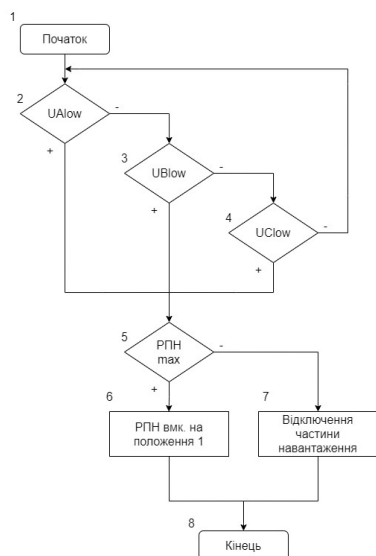 1
Початок
2
UAlow
-
+
3
UBlow
-
+
4
UClow
-
+
5
РПН
max
-
+
6
РПН вмк. на
положення 1
7
Відключення
частини
навантаження
8
Кінець